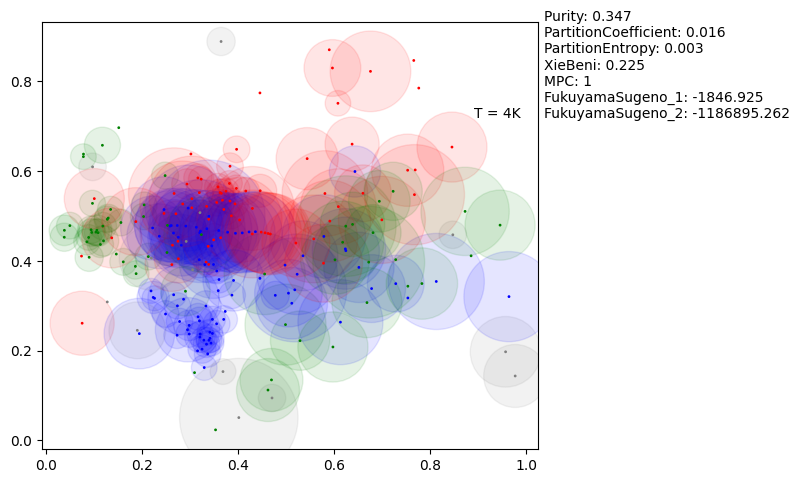 Purity: 0.347
PartitionCoefficient: 0.016
PartitionEntropy: 0.003
XieBeni: 0.225
MPC: 1
FukuyamaSugeno_1: -1846.925
FukuyamaSugeno_2: -1186895.262
T = 4K
0.8
0.6
0.4
0.2
0.0
0.0 0.2 0.4 0.6 0.8 1.0